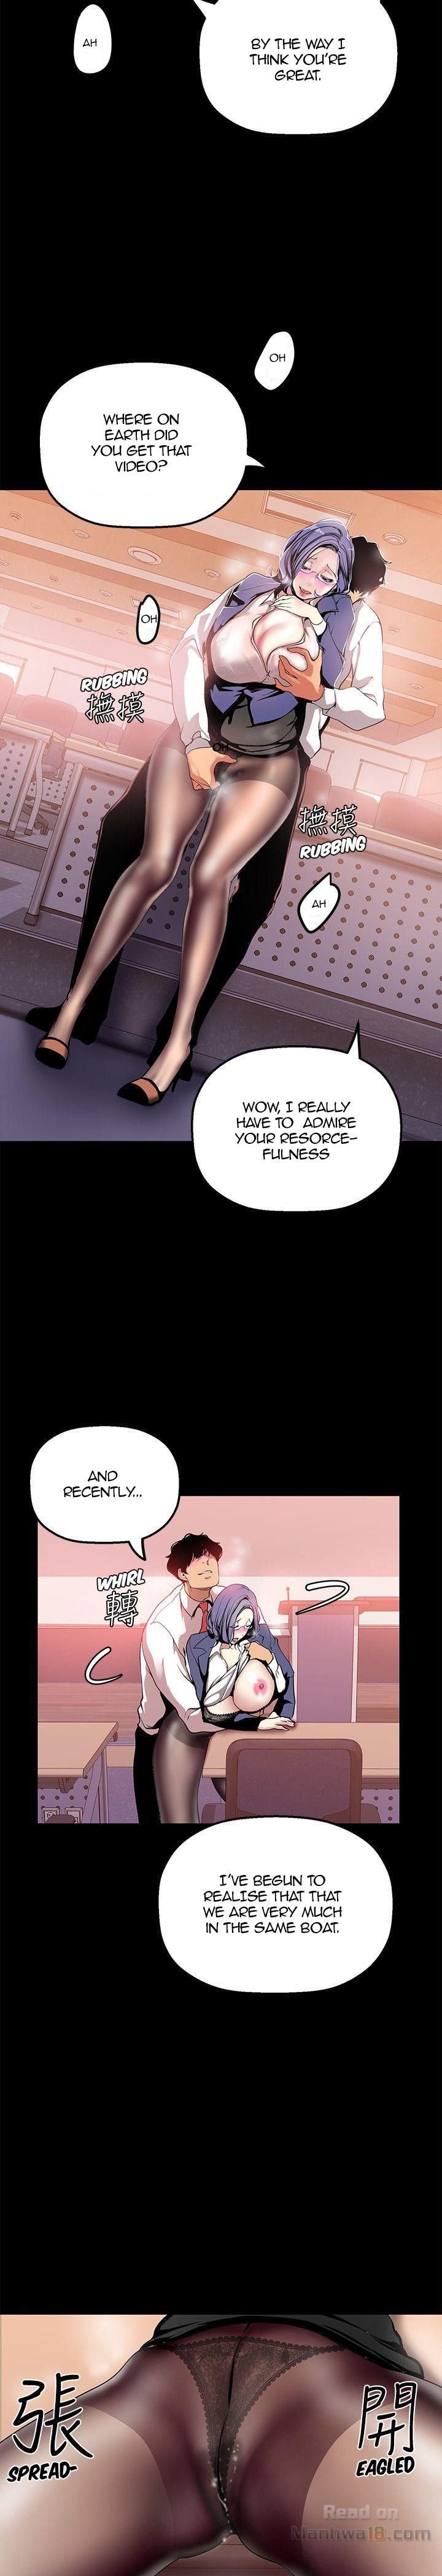 AH
BY THE WAY I
THINK YOU'RE
GREAT.
OH
WHERE ON
EARTH DID
YOU GET THAT
VIDEO?
OH
RUBBING
撫摸
OH
撫摸
RUBBING
AH
WOW, I REALLY
HAVE TO ADMIRE
YOUR RESORCE-
FULNESS
AND
RECENTLY...
WHIRL
轉
I'VE BEGUN TO
REALISE THAT THAT
WE ARE VERY MUCH
IN THE SAME BOAT.
張
開
SPREAD-
EAGLED
Read on
Manhwa18.com